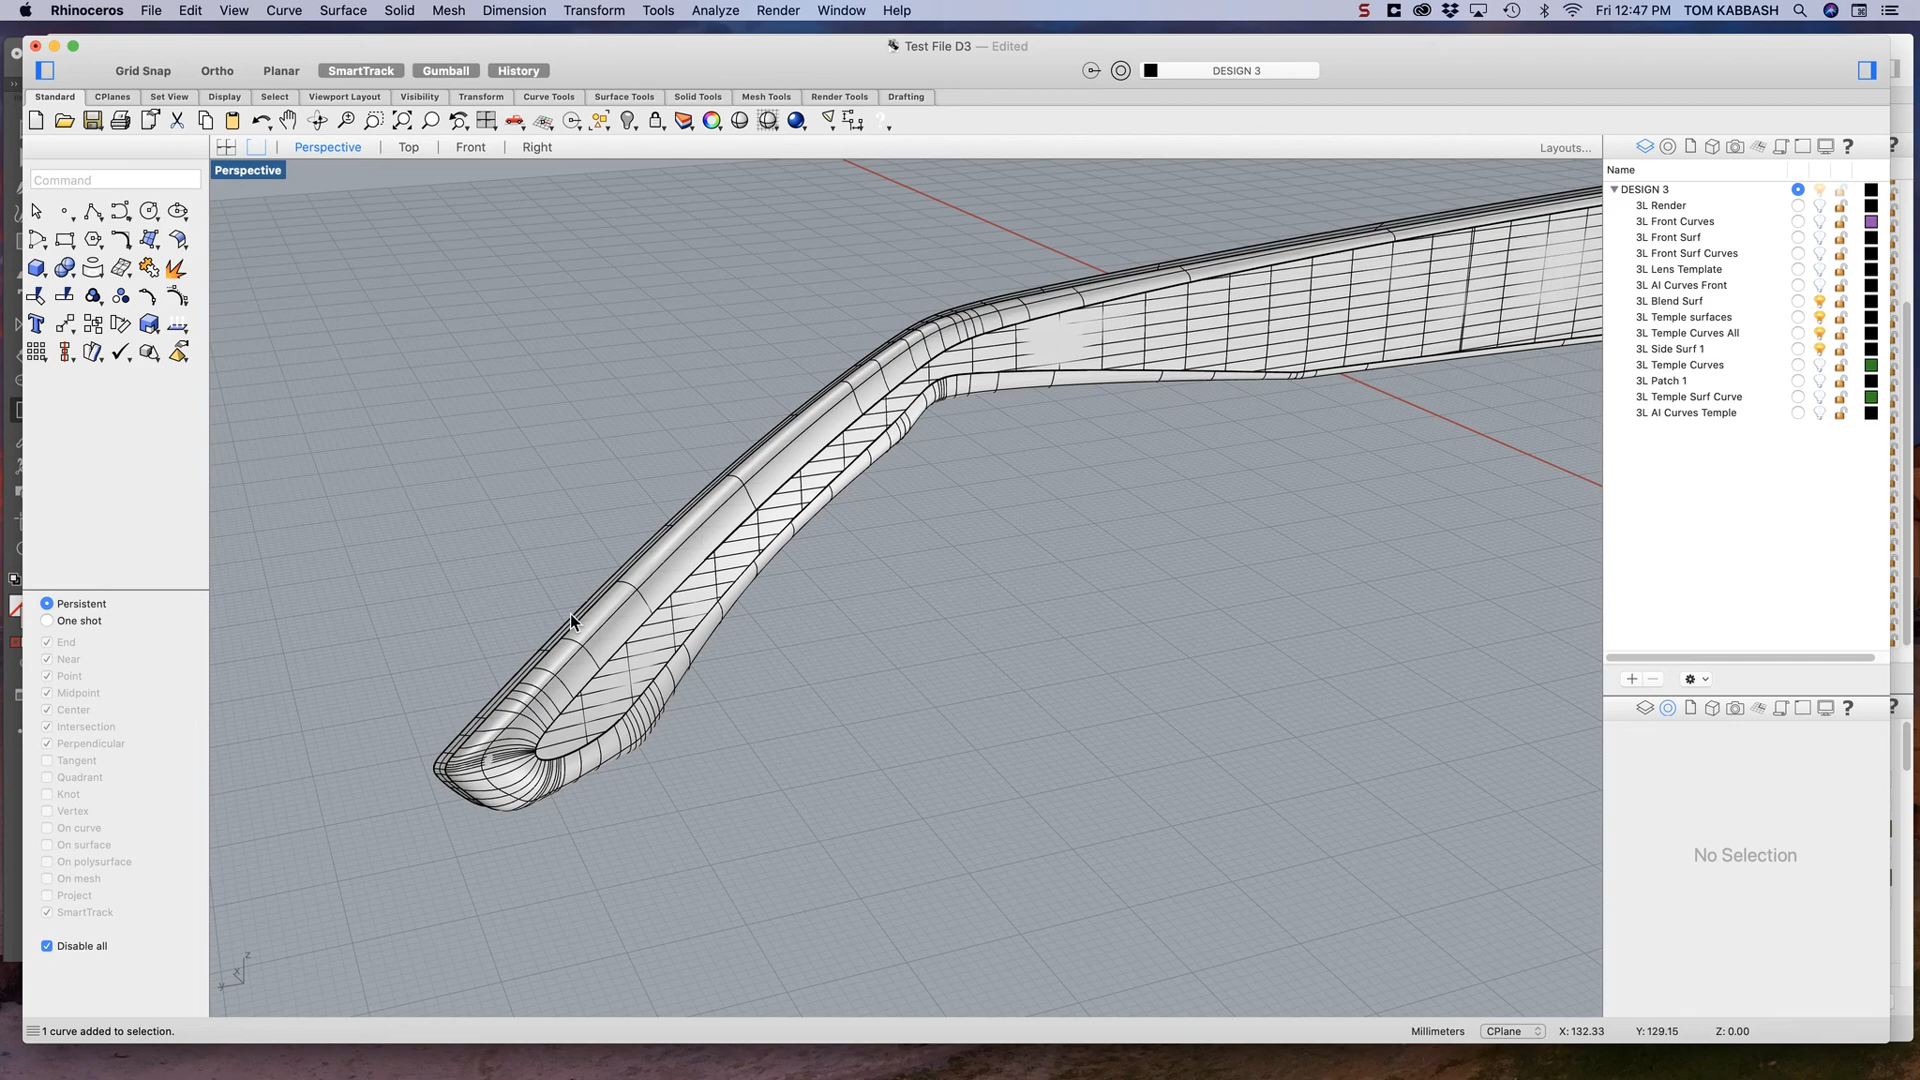 Rhinoceros File Edit View Curve Surface Solid Mesh Dimension Transform Tools Analyze Render Window Help
Fri 12:47 PM TOM KABBASH
Test File D3 — Edited
Grid Snap Ortho Planar SmartTrack Gumball History
DESIGN 3
Standard CPlanes Set View Display Select Viewport Layout Visibility Transform Curve Tools Surface Tools Solid Tools Mesh Tools Render Tools Drafting
Perspective Top Front Right Layouts...
Perspective
Command
Name
DESIGN 3
3L Render
3L Front Curves
3L Front Surf
3L Front Surf Curves
3L Lens Template
3L AI Curves Front
3L Blend Surf
3L Temple surfaces
3L Temple Curves All
3L Side Surf 1
3L Temple Curves
3L Patch 1
3L Temple Surf Curve
3L AI Curves Temple
Persistent
One shot
End
Near
Point
Midpoint
Center
Intersection
Perpendicular
Tangent
Quadrant
Knot
Vertex
On curve
On surface
On polysurface
On mesh
Project
SmartTrack
Disable all
No Selection
z
x
y
1 curve added to selection.
Millimeters CPlane X: 132.33 Y: 129.15 Z: 0.00